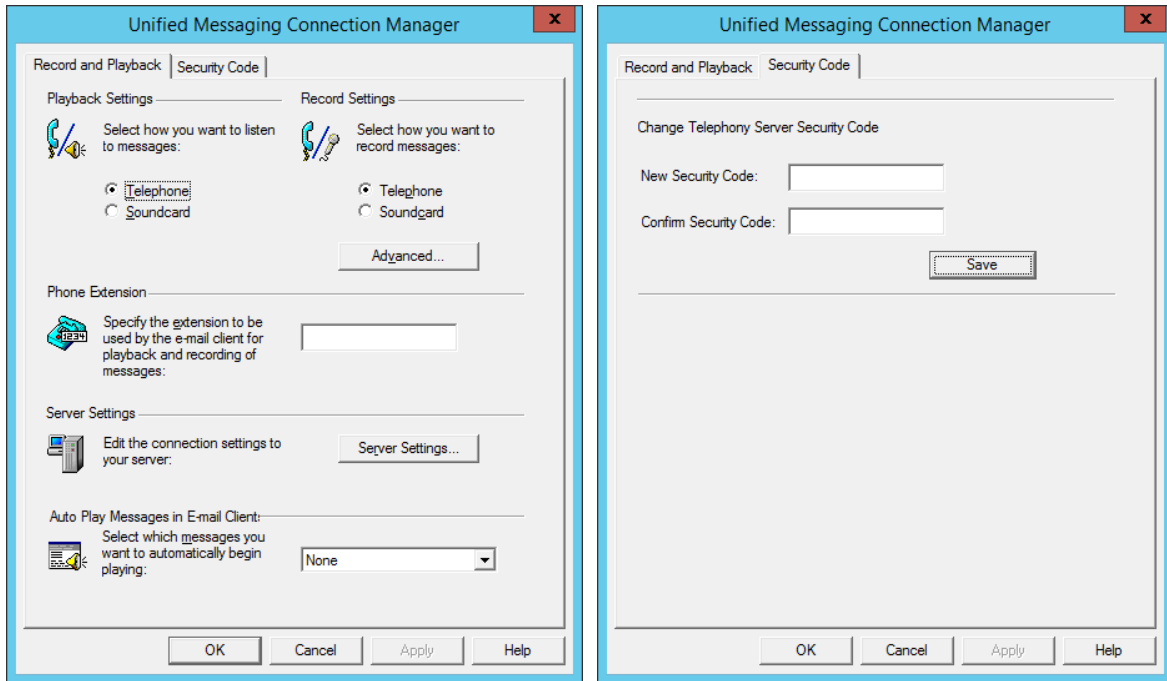 Unified Messaging Connection Manager
x
Record and Playback
Security Code
Playback Settings
Select how you want to listen
to messages:
Telephone
Soundcard
Record Settings
Select how you want to
record messages:
Telephone
Soundcard
Advanced...
Phone Extension
1234
Specify the extension to be
used by the e-mail client for
playback and recording of
messages:
Server Settings
Edit the connection settings to
your server:
Server Settings...
Auto Play Messages in E-mail Client:
Select which messages you
want to automatically begin
playing:
None
OK
Cancel
Apply
Help
Unified Messaging Connection Manager
x
Record and Playback
Security Code
Change Telephony Server Security Code
New Security Code:
Confirm Security Code:
Save
OK
Cancel
Apply
Help